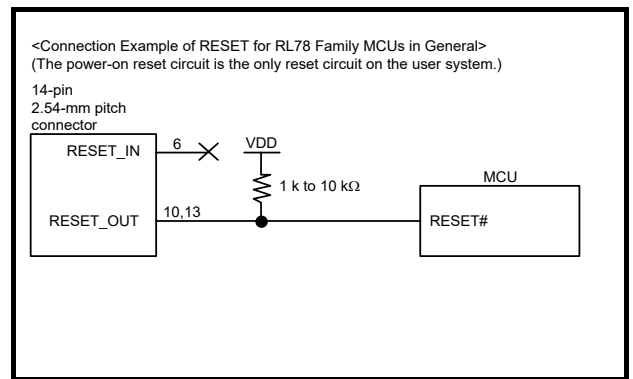 <Connection Example of RESET for RL78 Family MCUs in General>
(The power-on reset circuit is the only reset circuit on the user system.)
14-pin
2.54-mm pitch
connector
RESET_IN
6
VDD
1 k to 10 kΩ
MCU
RESET_OUT
10,13
RESET#